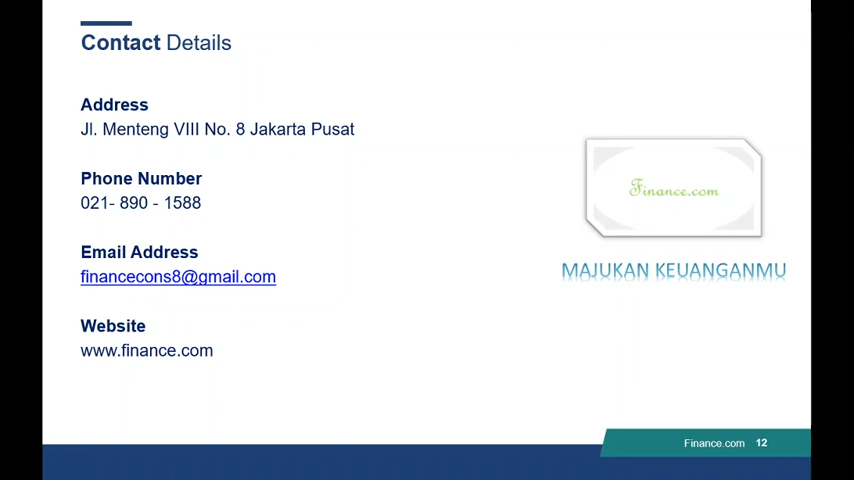 Contact Details
Address
Jl. Menteng VIII No. 8 Jakarta Pusat
Phone Number
021- 890 - 1588
Email Address
financecons8@gmail.com
Website
www.finance.com
Finance.com
MAJUKAN KEUANGANMU
Finance.com 12